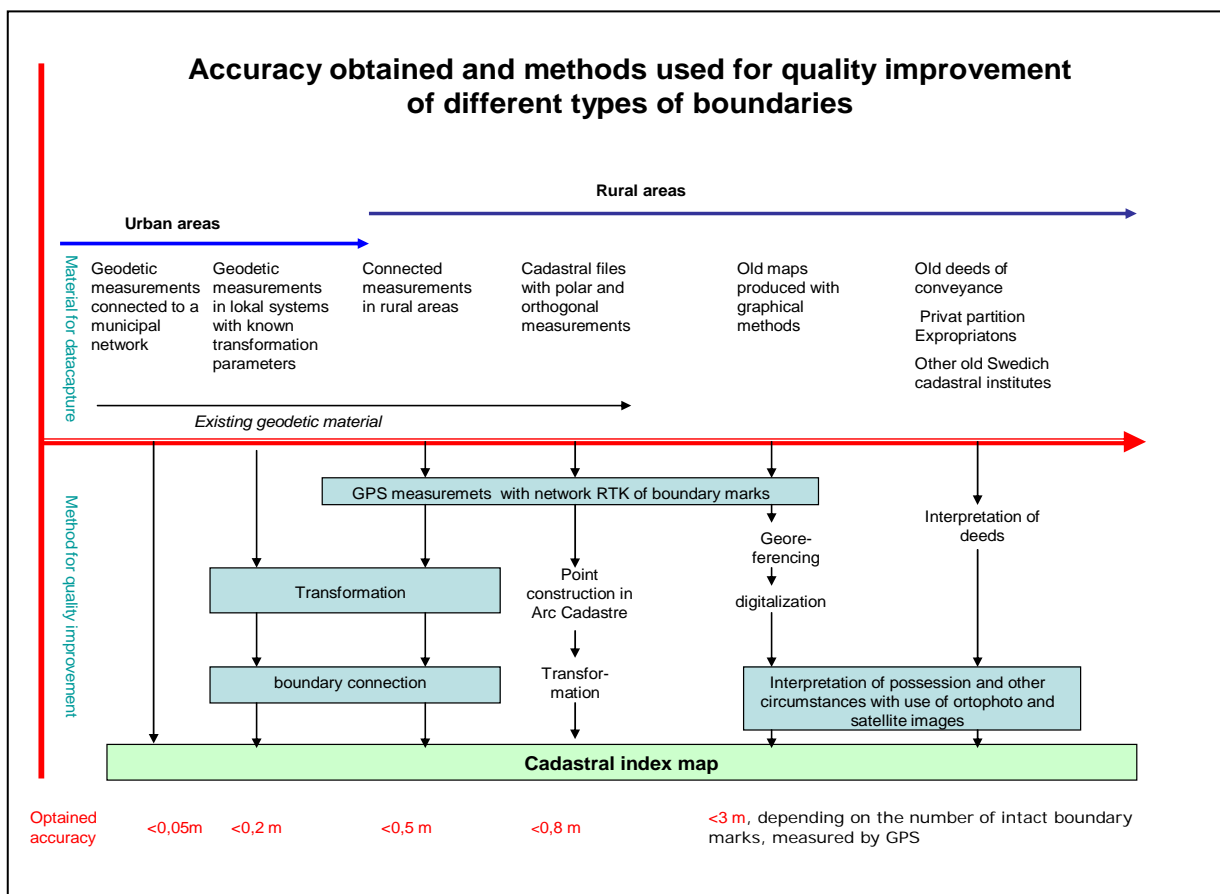 Accuracy obtained and methods used for quality improvement
of different types of boundaries
Rural areas
Urban areas
Material for datacapture
Geodetic
measurements
connected to a
municipal
network
Geodetic
measurements
in lokal systems
with known
transformation
parameters
Connected
measurements
in rural areas
Cadastral files
with polar and
orthogonal
measurements
Old maps
produced with
graphical
methods
Old deeds of
conveyance
Privat partition
Expropriatons
Other old Swedich
cadastral institutes
Existing geodetic material
Method for quality improvement
GPS measuremets with network RTK of boundary marks
Transformation
boundary connection
Point
construction in
Arc Cadastre
Transfor-
mation
Geore-
ferencing
digitalization
Interpretation of
deeds
Interpretation of possession and other
circumstances with use of ortophoto and
satellite images
Cadastral index map
Optained
accuracy
<0,05m
<0,2 m
<0,5 m
<0,8 m
<3 m, depending on the number of intact boundary
marks, measured by GPS